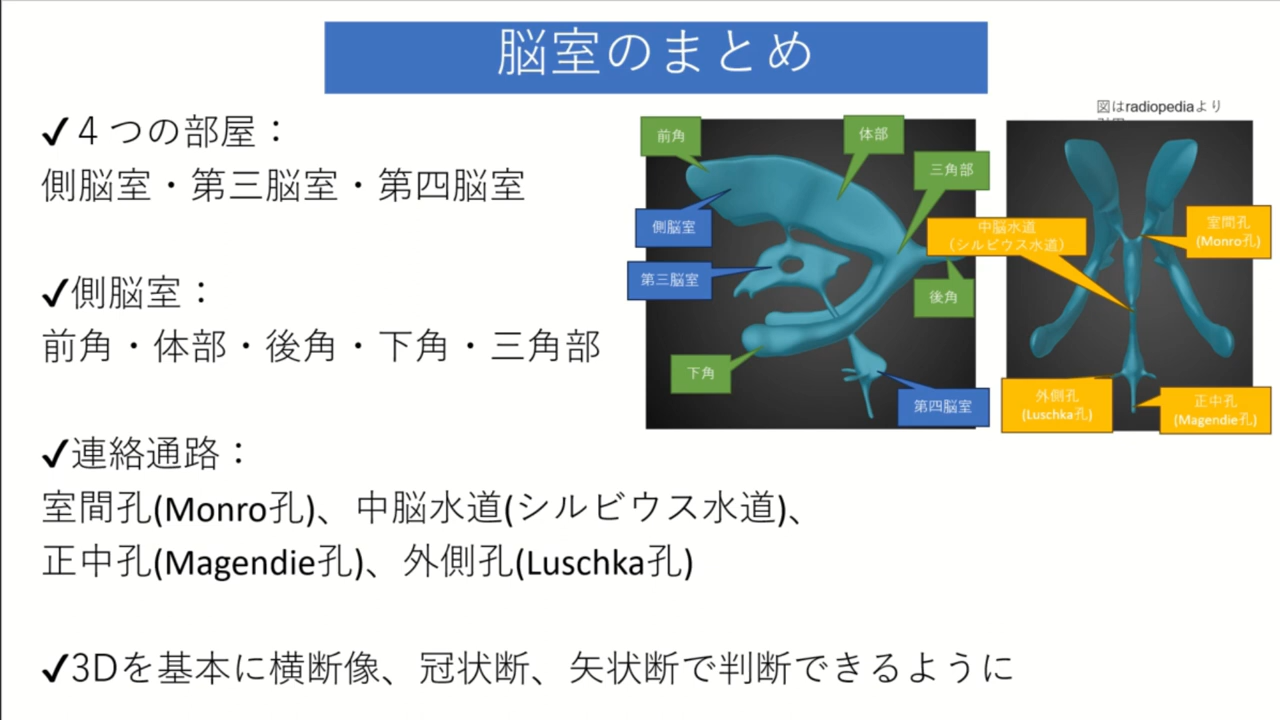 脳室のまとめ
✓４つの部屋：
側脳室・第三脳室・第四脳室
✓側脳室：
前角・体部・後角・下角・三角部
✓連絡通路：
室間孔(Monro孔)、中脳水道(シルビウス水道)、
正中孔(Magendie孔)、外側孔(Luschka孔)
✓3Dを基本に横断像、冠状断、矢状断で判断できるように
図はradiopediaより
前角
体部
三角部
側脳室
第三脳室
後角
下角
第四脳室
中脳水道
（シルビウス水道）
室間孔
(Monro孔)
外側孔
(Luschka孔)
正中孔
(Magendie孔)